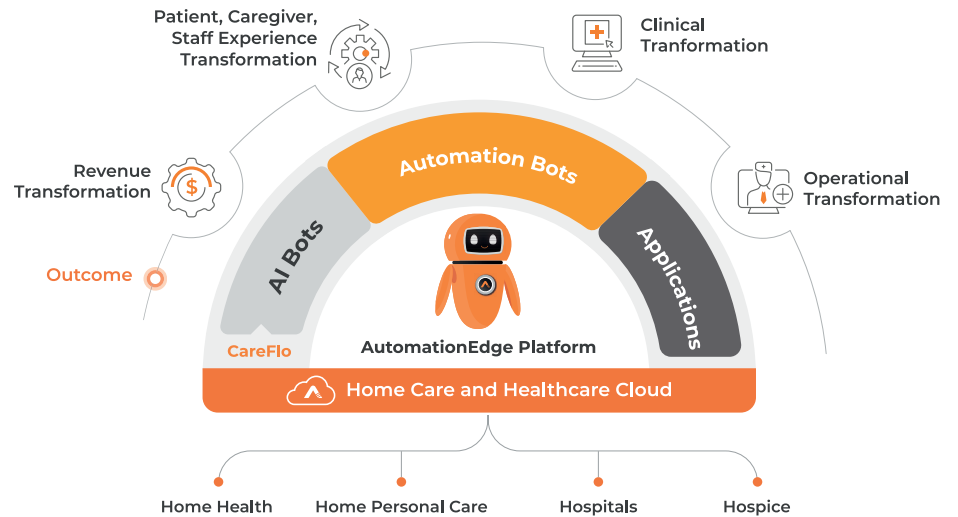 Patient, Caregiver,
Staff Experience
Transformation
Clinical
Tranformation
Revenue
Transformation
$
Operational
Transformation
Outcome
AI Bots
Automation Bots
Applications
CareFlo
AutomationEdge Platform
Home Care and Healthcare Cloud
Home Health
Home Personal Care
Hospitals
Hospice